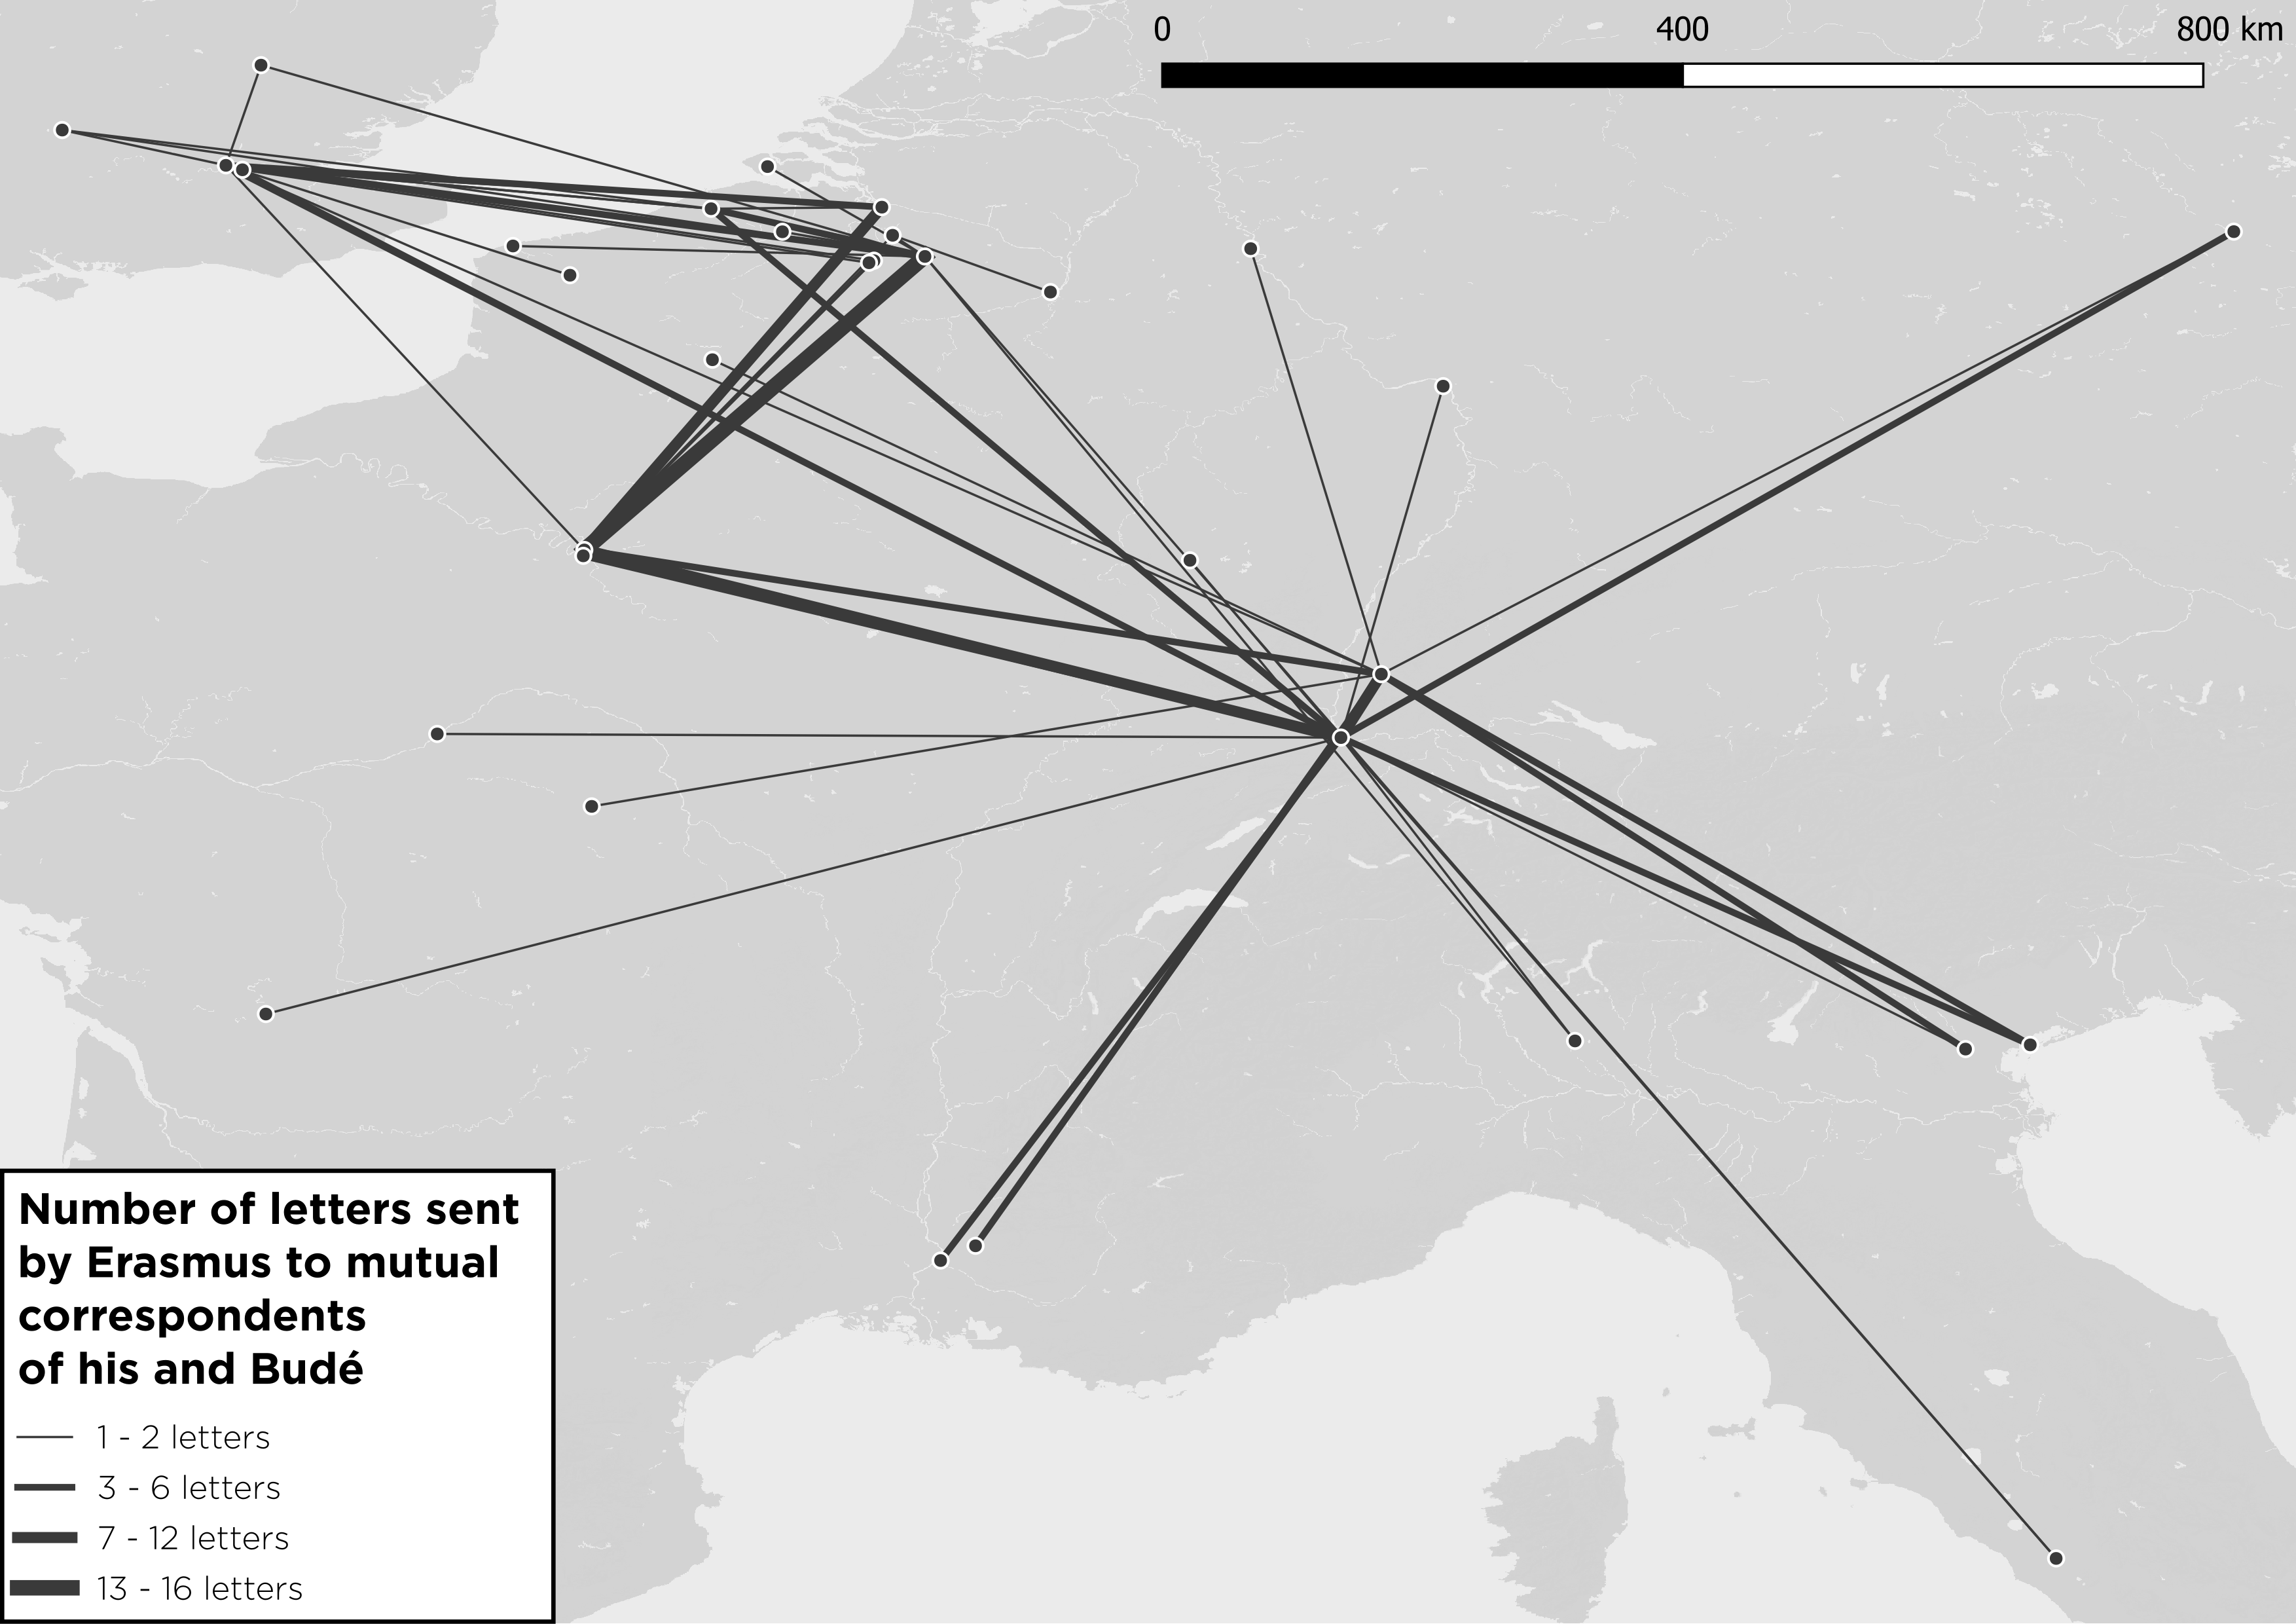 0 400 800 km
Number of letters sent
by Erasmus to mutual
correspondents
of his and Budé
1 - 2 letters
3 - 6 letters
7 - 12 letters
13 - 16 letters